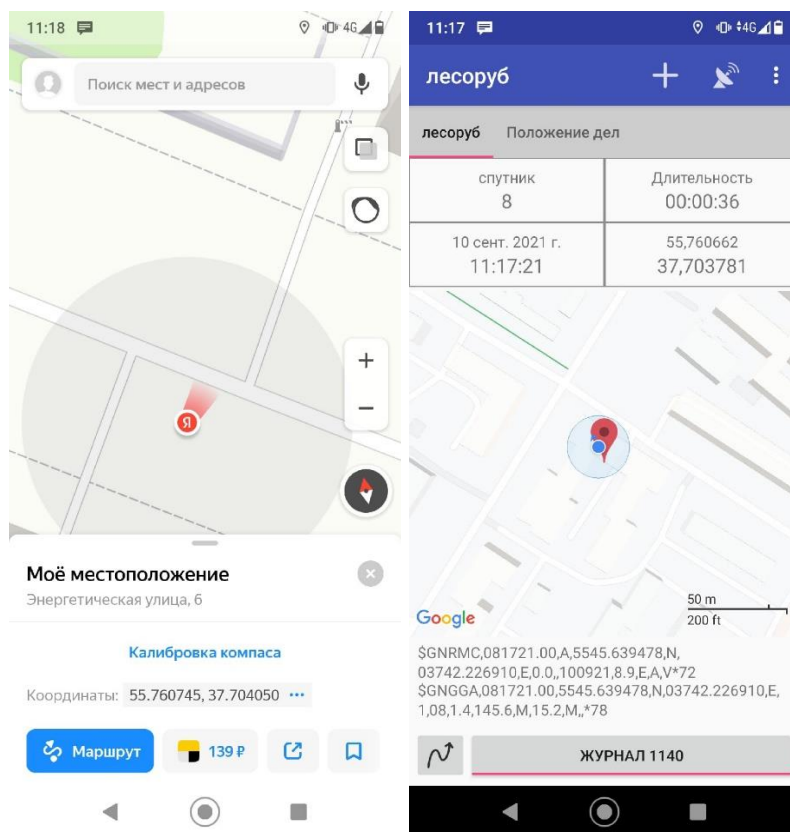 11:18
4G
Поиск мест и адресов
Я
Моё местоположение
Энергетическая улица, 6
Калибровка компаса
Координаты: 55.760745, 37.704050
Маршрут
139 ₽
11:17
4G
лесоруб
лесоруб Положение дел
спутник
8
Длительность
00:00:36
10 сент. 2021 г.
11:17:21
55,760662
37,703781
Google
50 m
200 ft
$GNRMC,081721.00,A,5545.639478,N,
03742.226910,E,0.0,,100921,8.9,E,A,V*72
$GNGGA,081721.00,5545.639478,N,03742.226910,E,
1,08,1.4,145.6,M,15.2,M,,*78
ЖУРНАЛ 1140